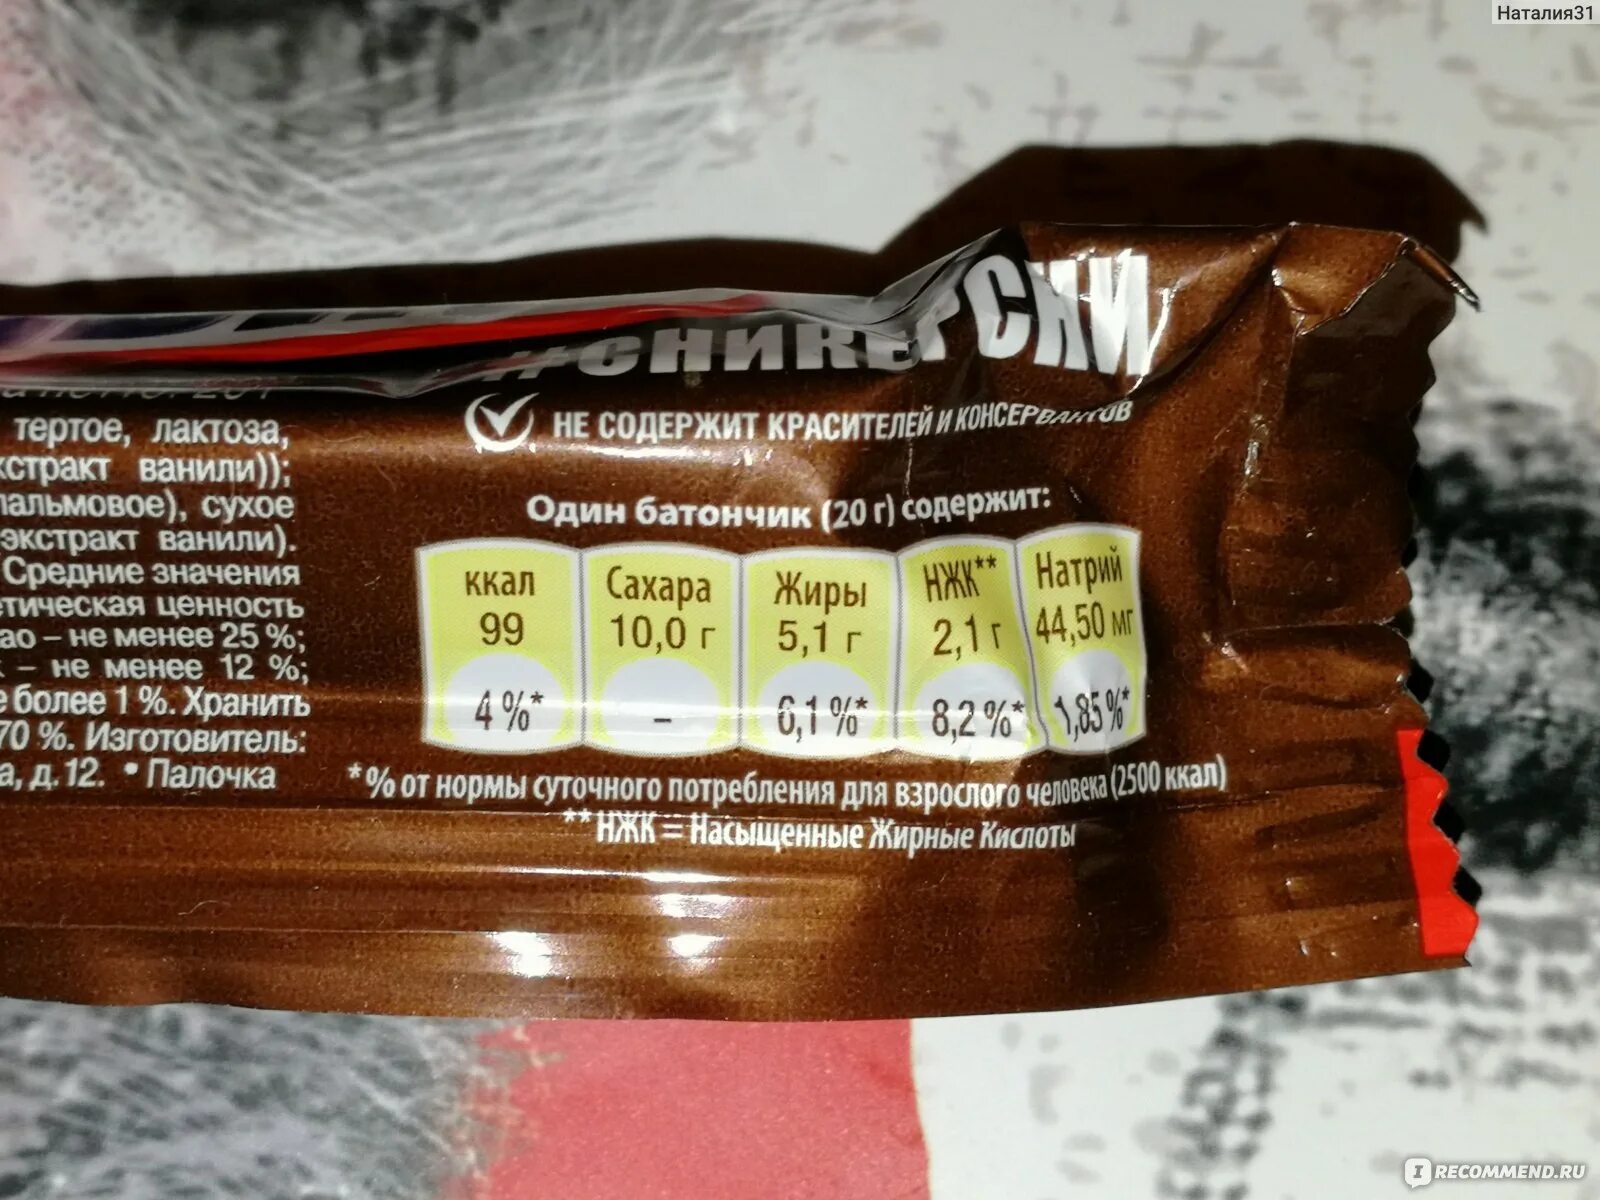 Наталия31
#сникерсни
НЕ СОДЕРЖИТ КРАСИТЕЛЕЙ И КОНСЕРВАНТОВ
тертое, лактоза,
кстракт ванили));
пальмовое), сухое
экстракт ванили).
Средние значения
етическая ценность
као – не менее 25 %;
– не менее 12 %;
е более 1 %. Хранить
70 %. Изготовитель:
а, д.12. • Палочка
Один батончик (20 г) содержит:
ккал Сахара Жиры НЖК** Натрий
99 10,0 г 5,1 г 2,1 г 44,50 мг
4 %* – 6,1 %* 8,2 %* 1,85 %*
*% от нормы суточного потребления для взрослого человека (2500 ккал)
** НЖК = Насыщенные Жирные Кислоты
I RECOMMEND.RU